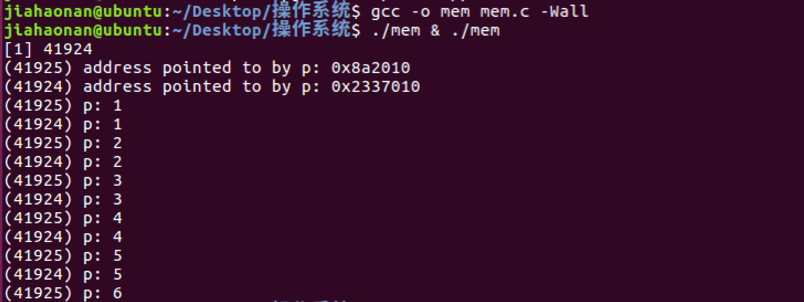 jiahaonan@ubuntu:~/Desktop/操作系统$ gcc -o mem mem.c -Wall
jiahaonan@ubuntu:~/Desktop/操作系统$ ./mem & ./mem
[1] 41924
(41925) address pointed to by p: 0x8a2010
(41924) address pointed to by p: 0x2337010
(41925) p: 1
(41924) p: 1
(41925) p: 2
(41924) p: 2
(41925) p: 3
(41924) p: 3
(41925) p: 4
(41924) p: 4
(41925) p: 5
(41924) p: 5
(41925) p: 6